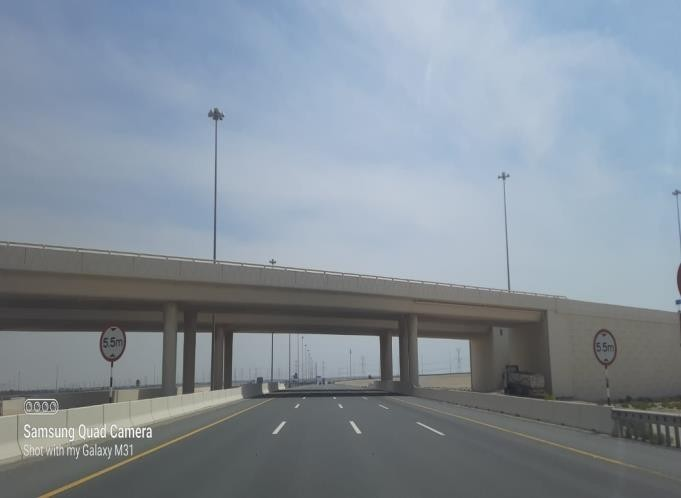 5.5m
5.5m
Samsung Quad Camera
Shot with my Galaxy M31